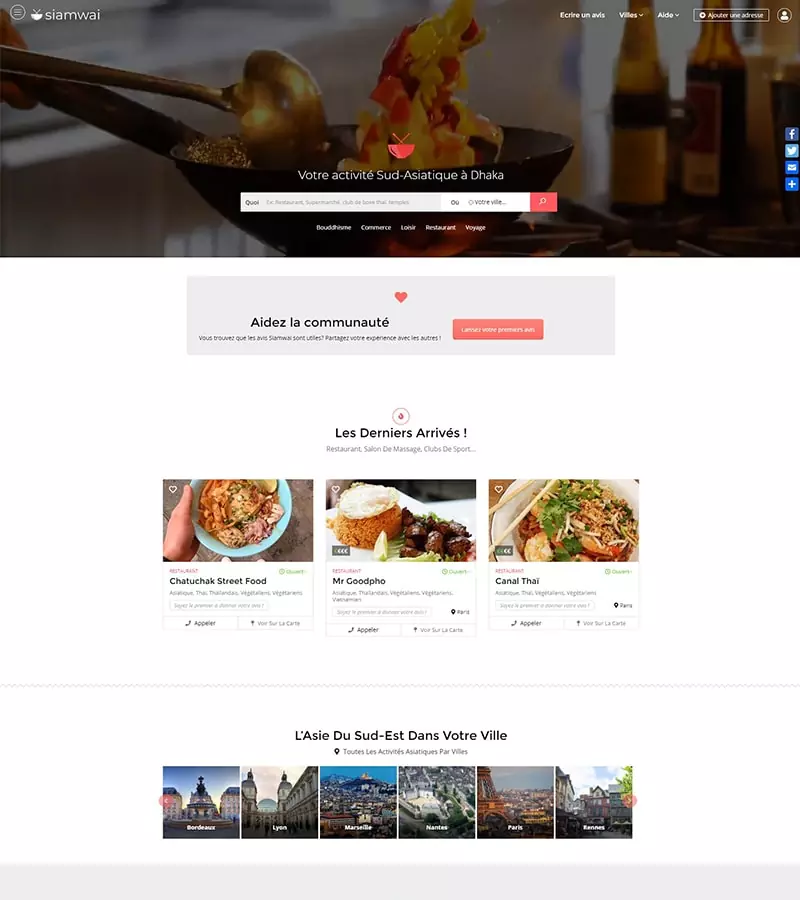 siamwai
Ecrire un avis
Villes
Aide
Ajouter une adresse
Votre activité Sud-Asiatique à Dhaka
Quoi
Ex: Restaurant, Supermarché, club de boxe thaï, temples
Où
Votre ville...
Bouddhisme
Commerce
Loisir
Restaurant
Voyage
Aidez la communauté
Vous trouvez que les avis Siamwai sont utiles? Partagez votre experience avec les autres !
Laissez votre premiers avis
Les Derniers Arrivés !
Restaurant, Salon De Massage, Clubs De Sport...
RESTAURANT
Ouvert~
Chatuchak Street Food
Asiatique, Thaï, Thaïlandais, Végétaliens, Végétariens
Soyez le premier à donner votre avis !
Appeler
Voir Sur La Carte
€€€€
RESTAURANT
Ouvert~
Mr Goodpho
Asiatique, Thaïlandais, Végétaliens, Végétariens,
Vietnamien
Soyez le premier à donner votre avis !
Paris
Appeler
Voir Sur La Carte
€€€€
RESTAURANT
Ouvert~
Canal Thaï
Asiatique, Thaï, Végétaliens, Végétariens
Soyez le premier à donner votre avis !
Paris
Appeler
Voir Sur La Carte
L'Asie Du Sud-Est Dans Votre Ville
Toutes Les Activités Asiatiques Par Villes
Bordeaux
Lyon
Marseille
Nantes
Paris
Rennes